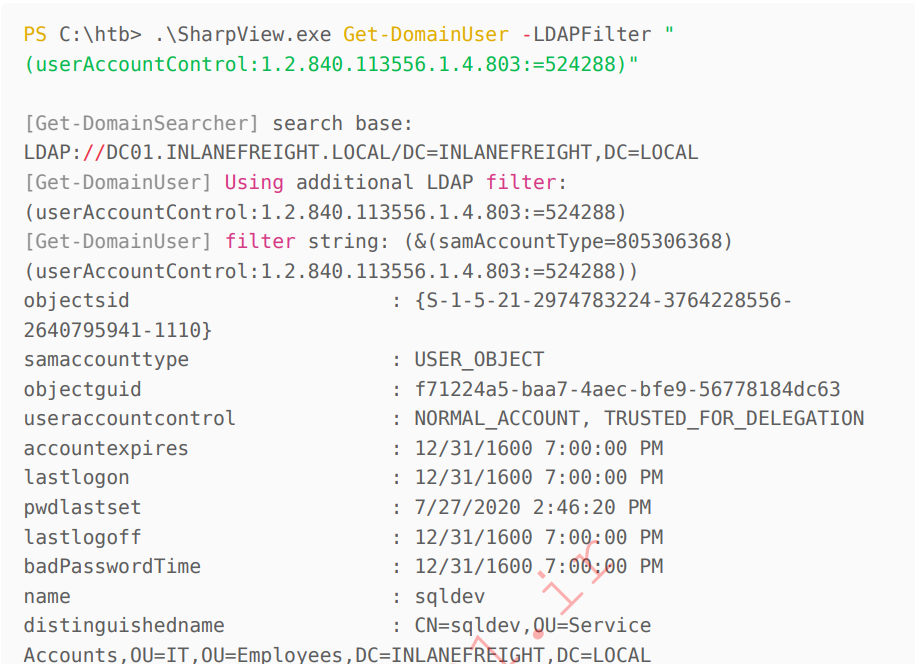 PS C:\htb> .\SharpView.exe Get-DomainUser -LDAPFilter "
(userAccountControl:1.2.840.113556.1.4.803:=524288)"
[Get-DomainSearcher] search base:
LDAP://DC01.INLANEFREIGHT.LOCAL/DC=INLANEFREIGHT,DC=LOCAL
[Get-DomainUser] Using additional LDAP filter:
(userAccountControl:1.2.840.113556.1.4.803:=524288)
[Get-DomainUser] filter string: (&(samAccountType=805306368)
(userAccountControl:1.2.840.113556.1.4.803:=524288))
objectsid : {S-1-5-21-2974783224-3764228556-
2640795941-1110}
samaccounttype : USER_OBJECT
objectguid : f71224a5-baa7-4aec-bfe9-56778184dc63
useraccountcontrol : NORMAL_ACCOUNT, TRUSTED_FOR_DELEGATION
accountexpires : 12/31/1600 7:00:00 PM
lastlogon : 12/31/1600 7:00:00 PM
pwdlastset : 7/27/2020 2:46:20 PM
lastlogoff : 12/31/1600 7:00:00 PM
badPasswordTime : 12/31/1600 7:00:00 PM
name : sqldev
distinguishedname : CN=sqldev,OU=Service
Accounts,OU=IT,OU=Employees,DC=INLANEFREIGHT,DC=LOCAL